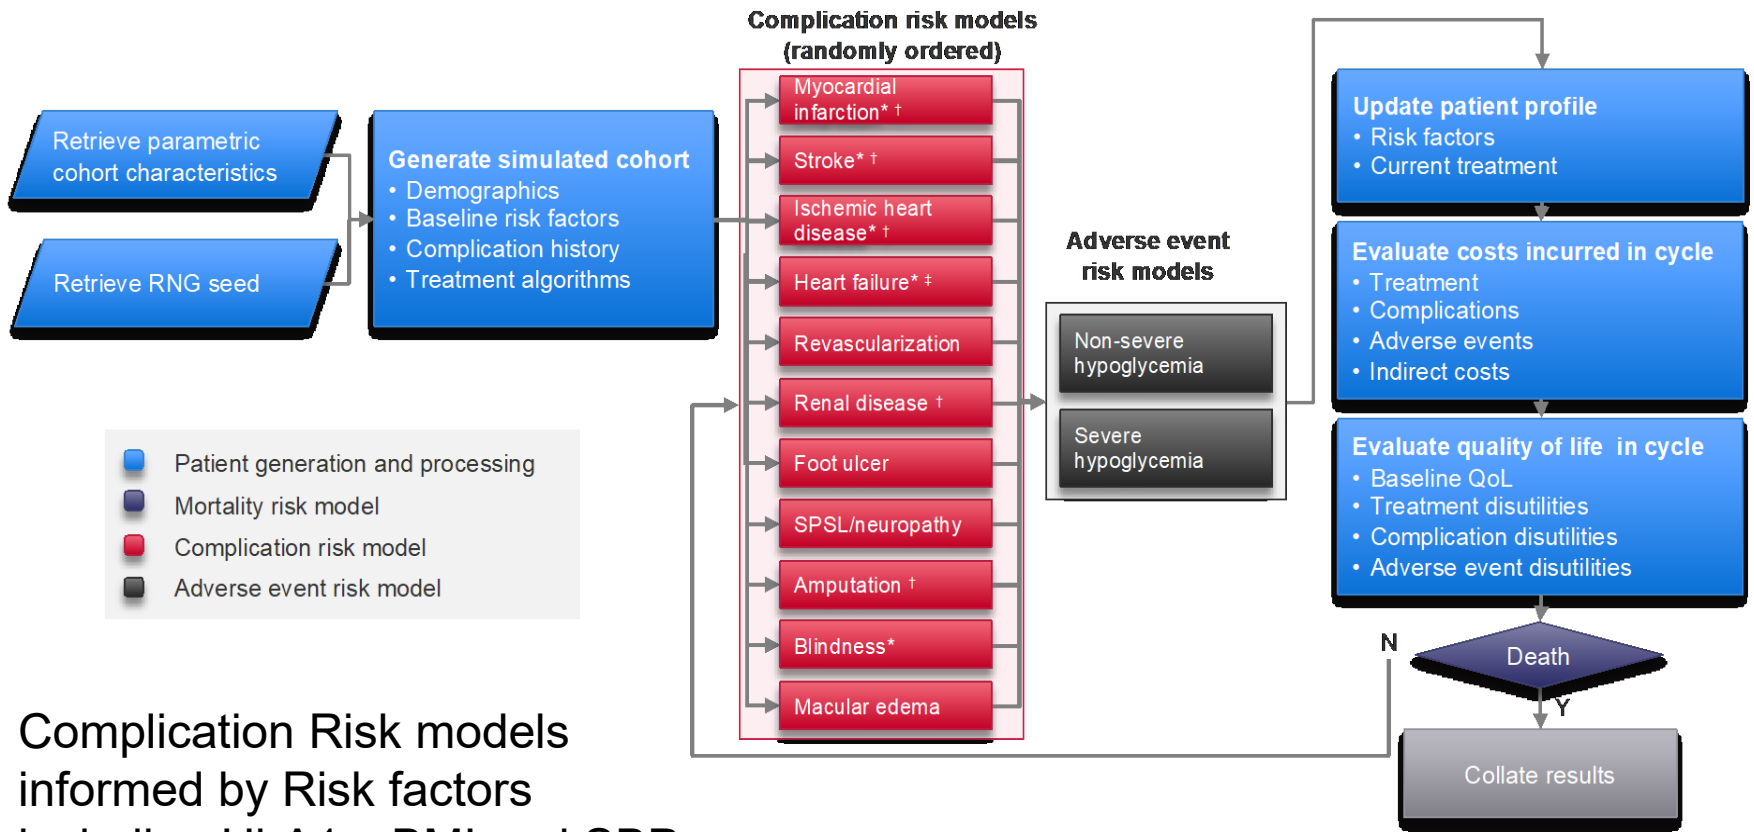 Complication risk models
(randomly ordered)
Retrieve parametric
cohort characteristics
Retrieve RNG seed
Generate simulated cohort
• Demographics
• Baseline risk factors
• Complication history
• Treatment algorithms
Myocardial
infarction* †
Stroke* †
Ischemic heart
disease* †
Heart failure* ‡
Revascularization
Renal disease †
Foot ulcer
SPSL/neuropathy
Amputation †
Blindness*
Macular edema
Adverse event
risk models
Non-severe
hypoglycemia
Severe
hypoglycemia
Update patient profile
• Risk factors
• Current treatment
Evaluate costs incurred in cycle
• Treatment
• Complications
• Adverse events
• Indirect costs
Evaluate quality of life in cycle
• Baseline QoL
• Treatment disutilities
• Complication disutilities
• Adverse event disutilities
N
Death
Y
Collate results
Patient generation and processing
Mortality risk model
Complication risk model
Adverse event risk model
Complication Risk models
informed by Risk factors